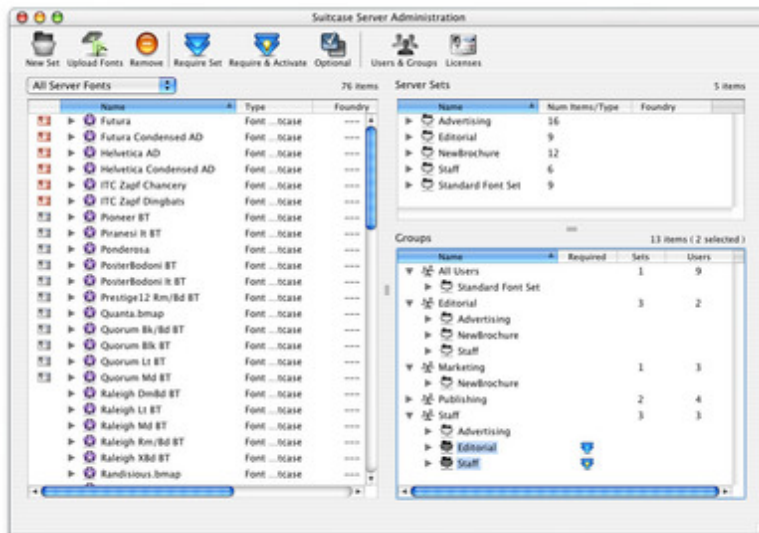 Suitcase Server Administration
New Set Upload Fonts Remove Require Set Require & Activate Optional Users & Groups Licenses
All Server Fonts 76 items
Name Type Foundry
Futura Font ...tcase ---
Futura Condensed AD Font ...tcase ---
Helvetica AD Font ...tcase ---
Helvetica Condensed AD Font ...tcase ---
ITC Zapf Chancery Font ...tcase ---
ITC Zapf Dingbats Font ...tcase ---
Pioneer BT Font ...tcase ---
Piranesi It BT Font ...tcase ---
Ponderosa Font ...tcase ---
PosterBodoni BT Font ...tcase ---
PosterBodoni It BT Font ...tcase ---
Prestige12 Rm/Bd BT Font ...tcase ---
Quanta.bmap Font ...tcase ---
Quorum Bk/Bd BT Font ...tcase ---
Quorum Blk BT Font ...tcase ---
Quorum Lt BT Font ...tcase ---
Quorum Md BT Font ...tcase ---
Raleigh DmBd BT Font ...tcase ---
Raleigh Lt BT Font ...tcase ---
Raleigh Md BT Font ...tcase ---
Raleigh Rm/Bd BT Font ...tcase ---
Raleigh XBd BT Font ...tcase ---
Randisious.bmap Font ...tcase ---
Server Sets 5 items
Name Num Items/Type Foundry
Advertising 16
Editorial 9
NewBrochure 12
Staff 6
Standard Font Set 9
Groups 13 items ( 2 selected )
Name Required Sets Users
All Users 1 9
Standard Font Set
Editorial 3 2
Advertising
NewBrochure
Staff
Marketing 1 3
NewBrochure
Publishing 2 4
Staff 3 3
Advertising
Editorial
Staff